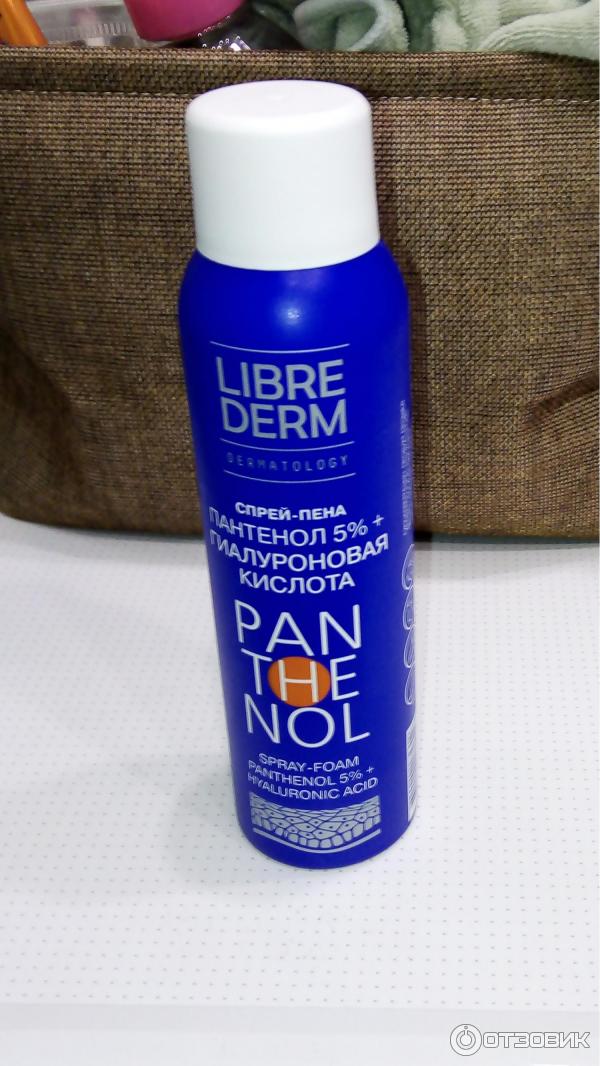 LIBRE
DERM
DERMATOLOGY
СПРЕЙ-ПЕНА
ПАНТЕНОЛ 5% +
ГИАЛУРОНОВАЯ
КИСЛОТА
PAN
THE
NOL
SPRAY-FOAM
PANTHENOL 5% +
HYALURONIC ACID
ОТЗОВИК